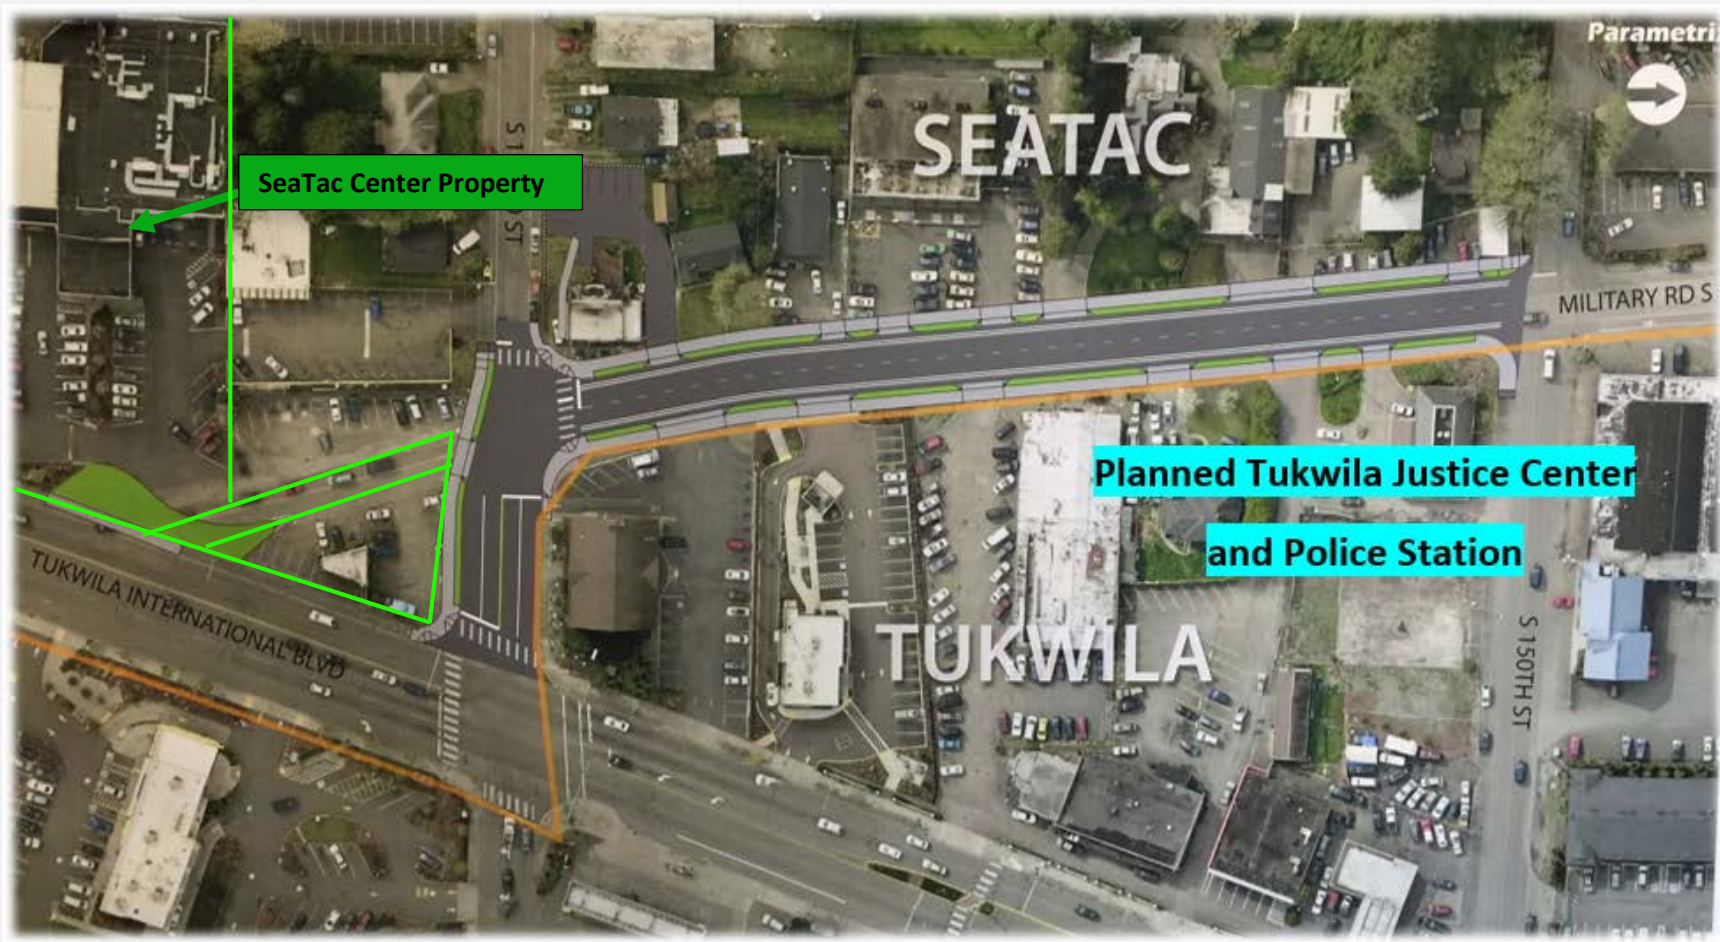 Parametri
SEATAC
SeaTac Center Property
MILITARY RD S
Planned Tukwila Justice Center
and Police Station
TUKWILA INTERNATIONAL BLVD
TUKWILA
S 150TH ST
ST